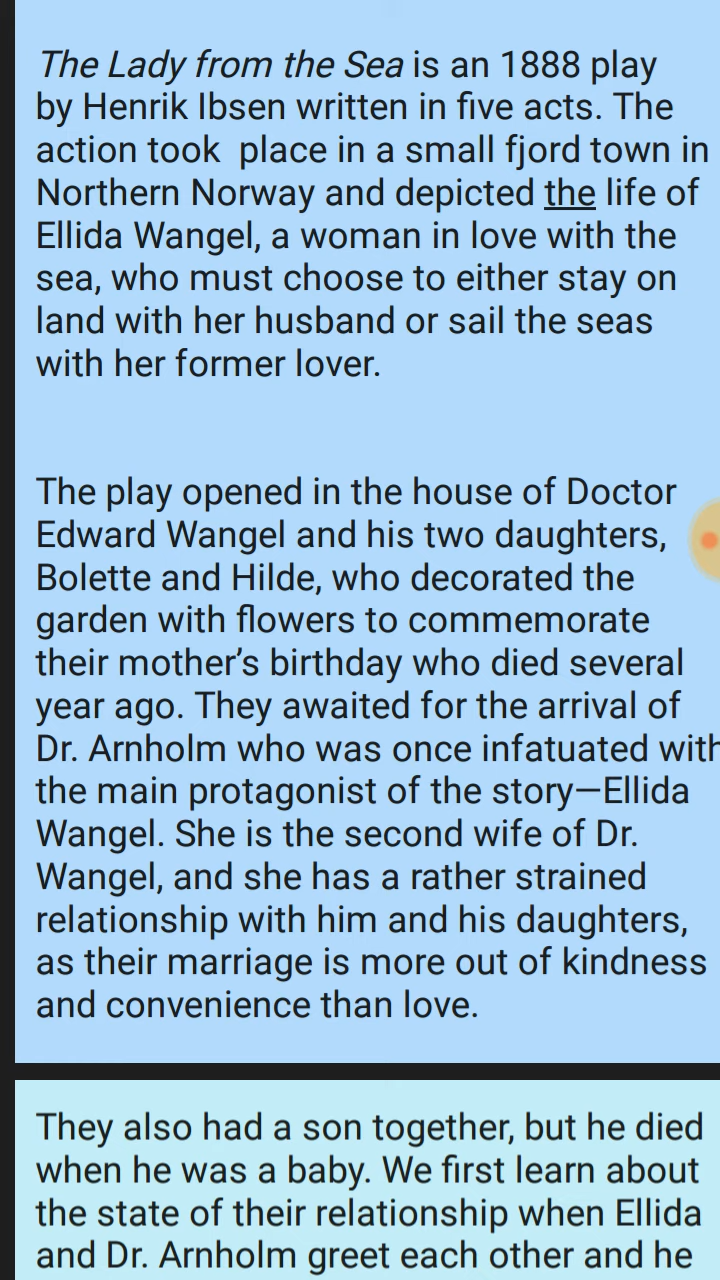 The Lady from the Sea is an 1888 play
by Henrik Ibsen written in five acts. The
action took  place in a small fjord town in
Northern Norway and depicted the life of
Ellida Wangel, a woman in love with the
sea, who must choose to either stay on
land with her husband or sail the seas
with her former lover.
The play opened in the house of Doctor
Edward Wangel and his two daughters,
Bolette and Hilde, who decorated the
garden with flowers to commemorate
their mother’s birthday who died several
year ago. They awaited for the arrival of
Dr. Arnholm who was once infatuated with
the main protagonist of the story—Ellida
Wangel. She is the second wife of Dr.
Wangel, and she has a rather strained
relationship with him and his daughters,
as their marriage is more out of kindness
and convenience than love.
They also had a son together, but he died
when he was a baby. We first learn about
the state of their relationship when Ellida
and Dr. Arnholm greet each other and he